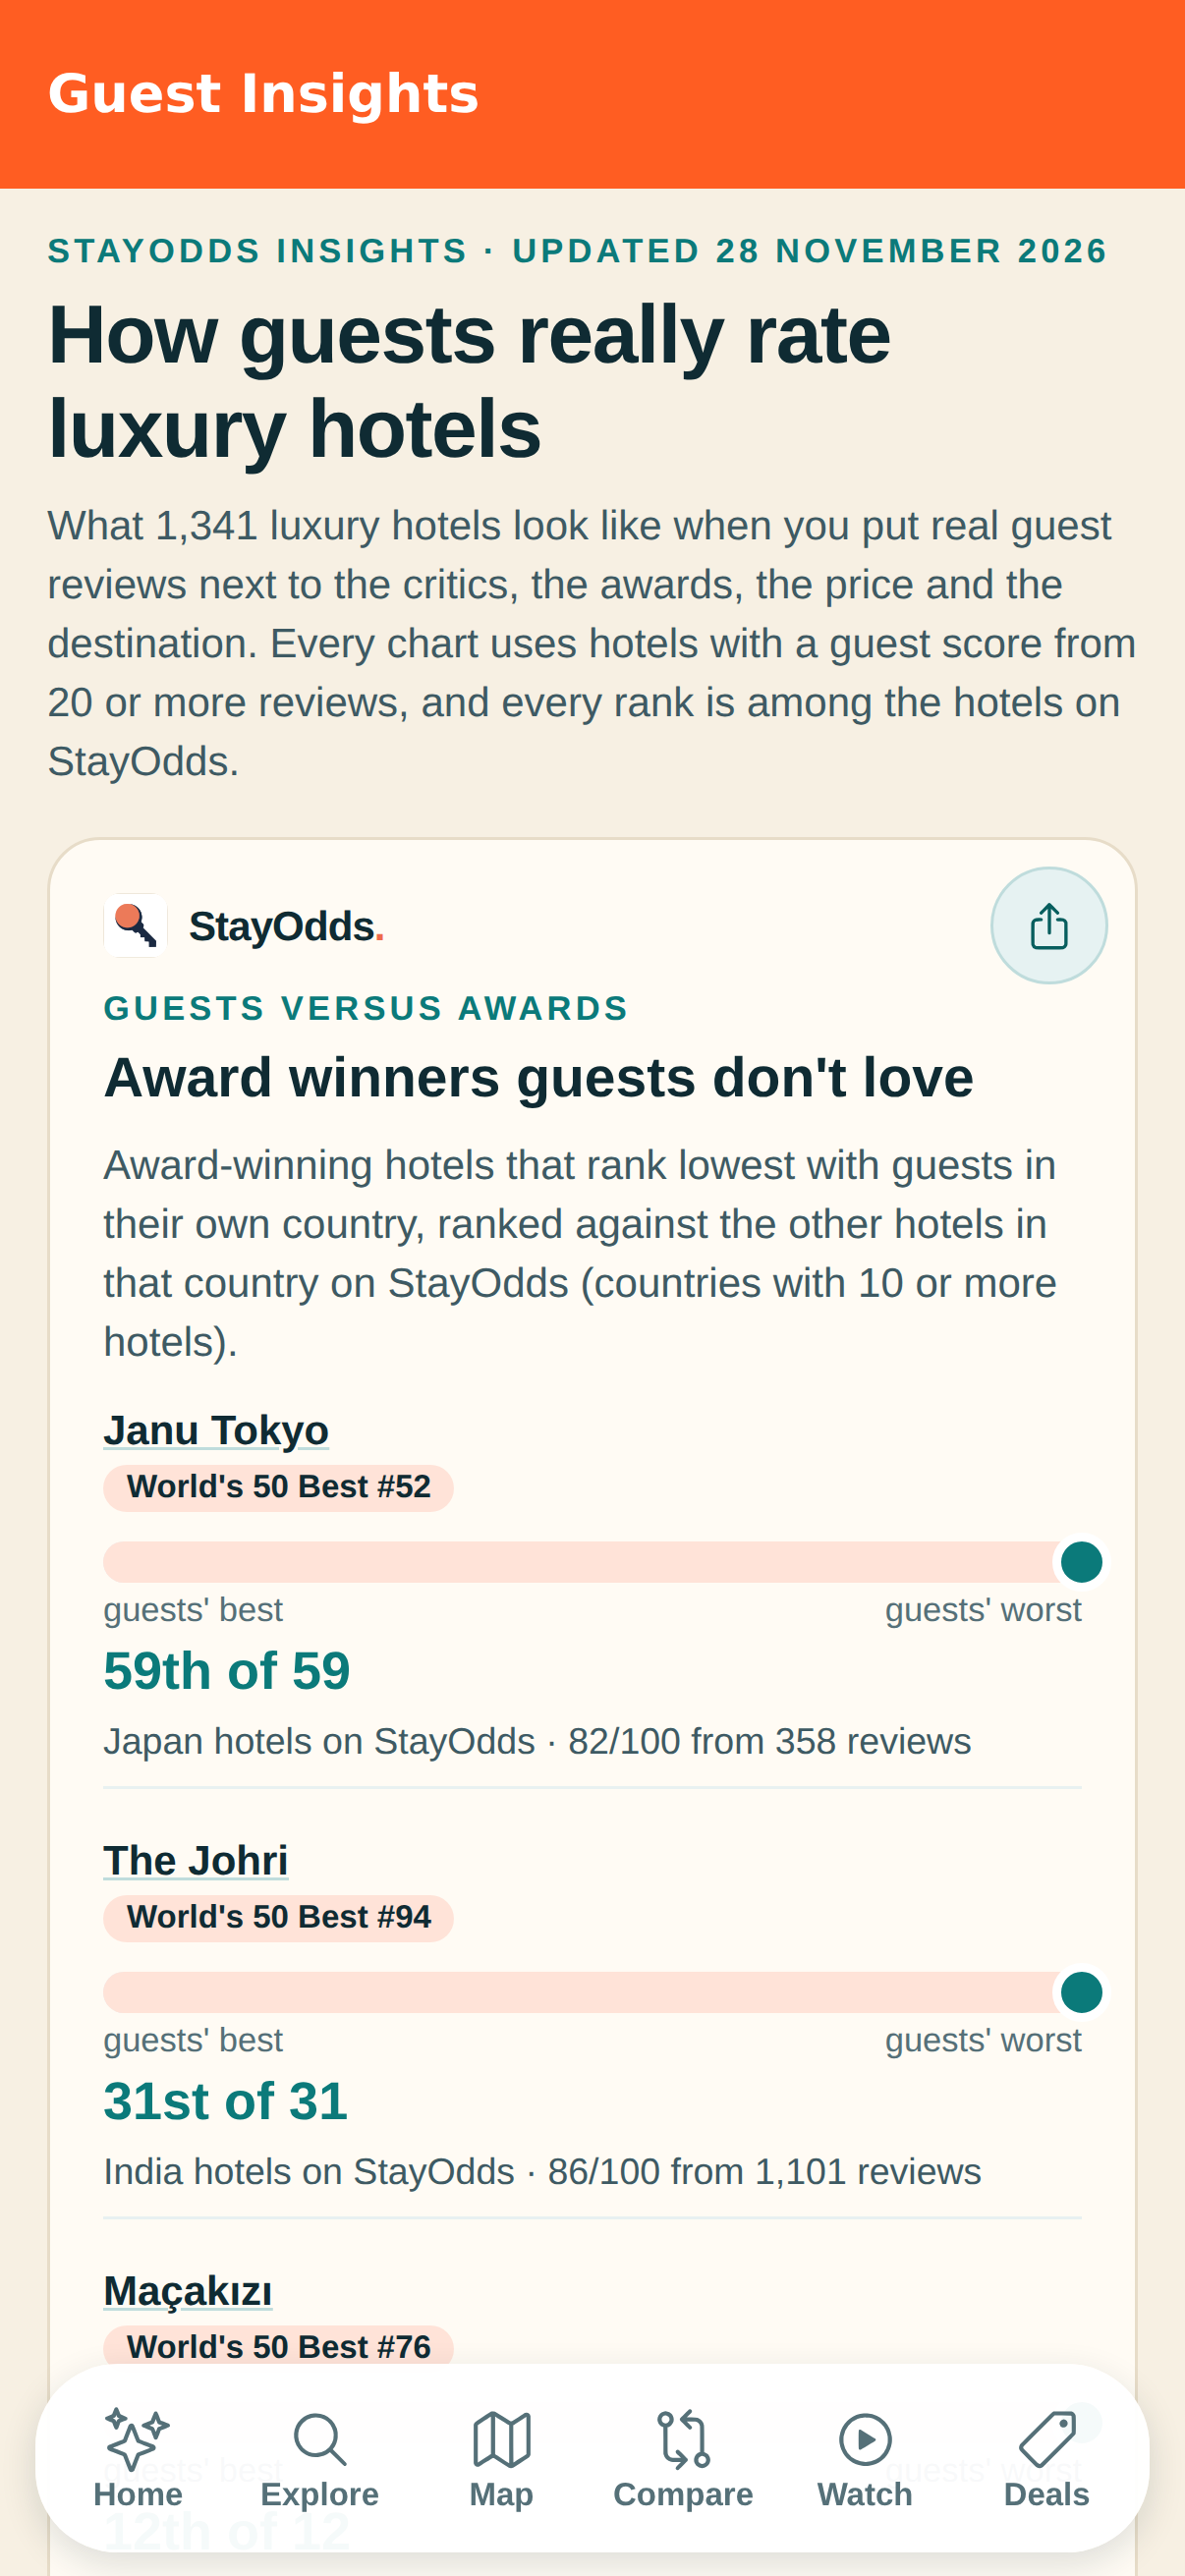 Guest Insights
STAYODDS INSIGHTS · UPDATED 28 NOVEMBER 2026
How guests really rate
luxury hotels
What 1,341 luxury hotels look like when you put real guest
reviews next to the critics, the awards, the price and the
destination. Every chart uses hotels with a guest score from
20 or more reviews, and every rank is among the hotels on
StayOdds.
StayOdds.
GUESTS VERSUS AWARDS
Award winners guests don't love
Award-winning hotels that rank lowest with guests in
their own country, ranked against the other hotels in
that country on StayOdds (countries with 10 or more
hotels).
Janu Tokyo
World's 50 Best #52
guests' best guests' worst
59th of 59
Japan hotels on StayOdds · 82/100 from 358 reviews
The Johri
World's 50 Best #94
guests' best guests' worst
31st of 31
India hotels on StayOdds · 86/100 from 1,101 reviews
Maçakızı
World's 50 Best #76
guests' best guests' worst
Home Explore Map Compare Watch Deals
12th of 12